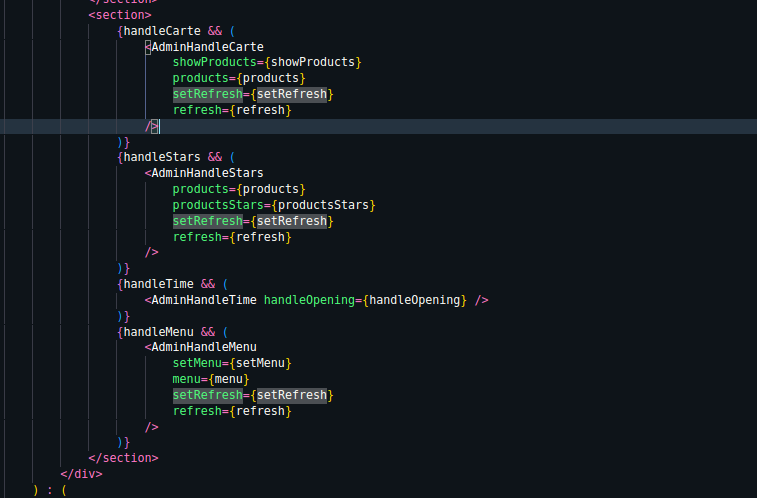 </section>
<section>
{handleCarte && (
<AdminHandleCarte
showProducts={showProducts}
products={products}
setRefresh={setRefresh}
refresh={refresh}
/>
)}
{handleStars && (
<AdminHandleStars
products={products}
productsStars={productsStars}
setRefresh={setRefresh}
refresh={refresh}
/>
)}
{handleTime && (
<AdminHandleTime handleOpening={handleOpening} />
)}
{handleMenu && (
<AdminHandleMenu
setMenu={setMenu}
menu={menu}
setRefresh={setRefresh}
refresh={refresh}
/>
)}
</section>
</div>
) : (